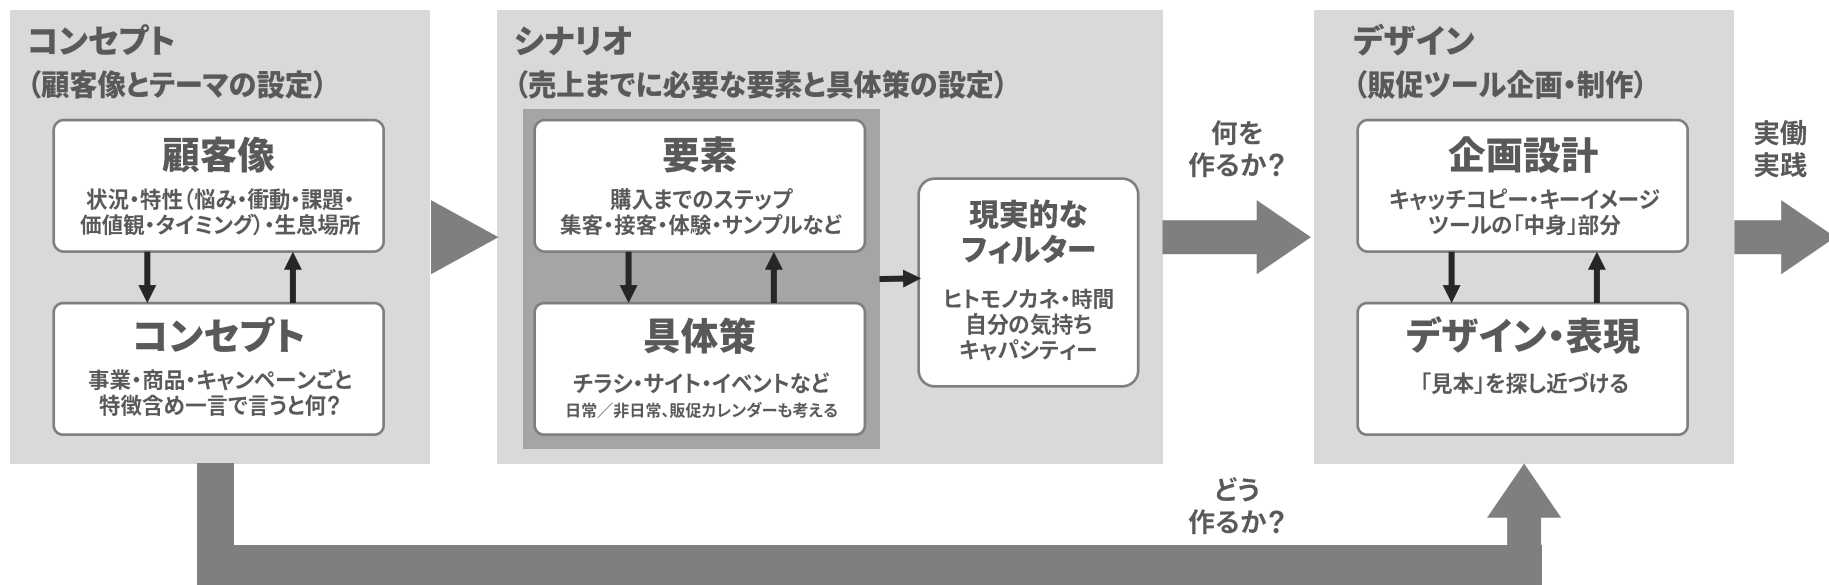 コンセプト
（顧客像とテーマの設定）
顧客像
状況・特性（悩み・衝動・課題・
価値観・タイミング）・生息場所
コンセプト
事業・商品・キャンペーンごと
特徴含め一言で言うと何？
シナリオ
（売上までに必要な要素と具体策の設定）
要素
購入までのステップ
集客・接客・体験・サンプルなど
具体策
チラシ・サイト・イベントなど
日常／非日常、販促カレンダーも考える
現実的な
フィルター
ヒトモノカネ・時間
自分の気持ち
キャパシティー
何を
作るか？
どう
作るか？
デザイン
（販促ツール企画・制作）
企画設計
キャッチコピー・キーイメージ
ツールの「中身」部分
デザイン・表現
「見本」を探し近づける
実働
実践